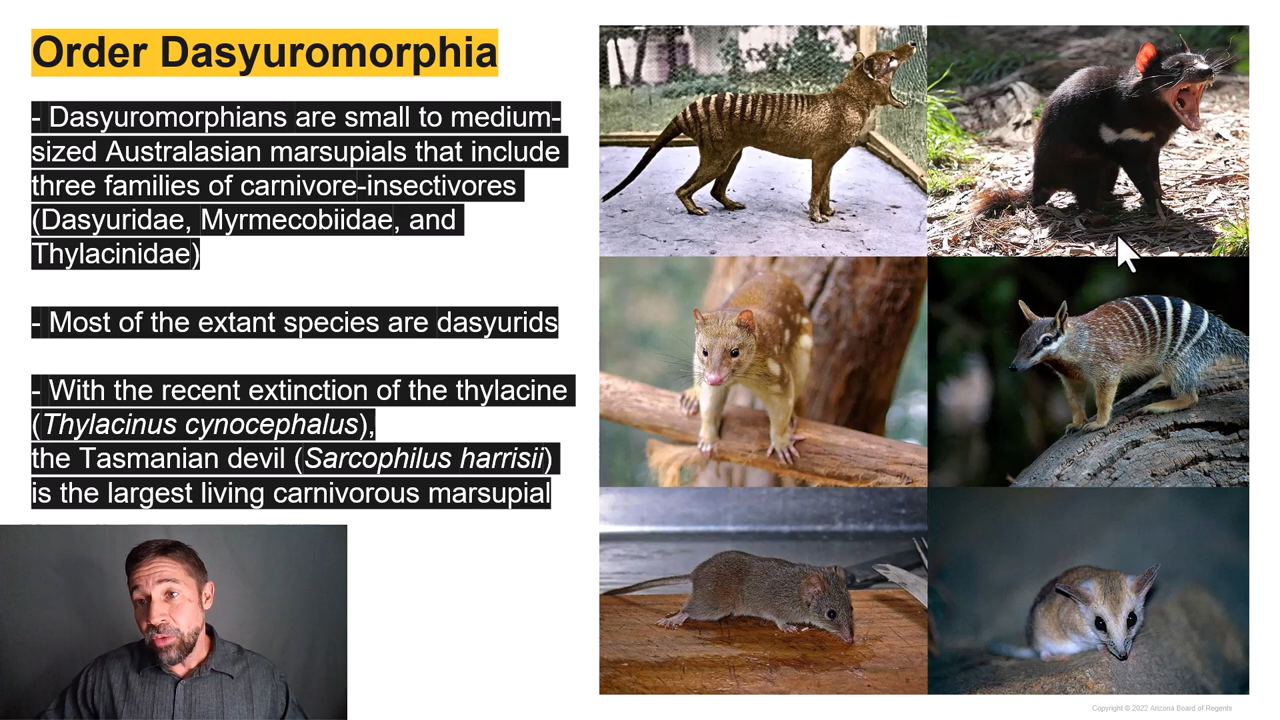 Order Dasyuromorphia
- Dasyuromorphians are small to medium-
sized Australasian marsupials that include
three families of carnivore-insectivores
(Dasyuridae, Myrmecobiidae, and
Thylacinidae)
- Most of the extant species are dasyurids
- With the recent extinction of the thylacine
(Thylacinus cynocephalus),
the Tasmanian devil (Sarcophilus harrisii)
is the largest living carnivorous marsupial
Copyright © 2022 Arizona Board of Regents